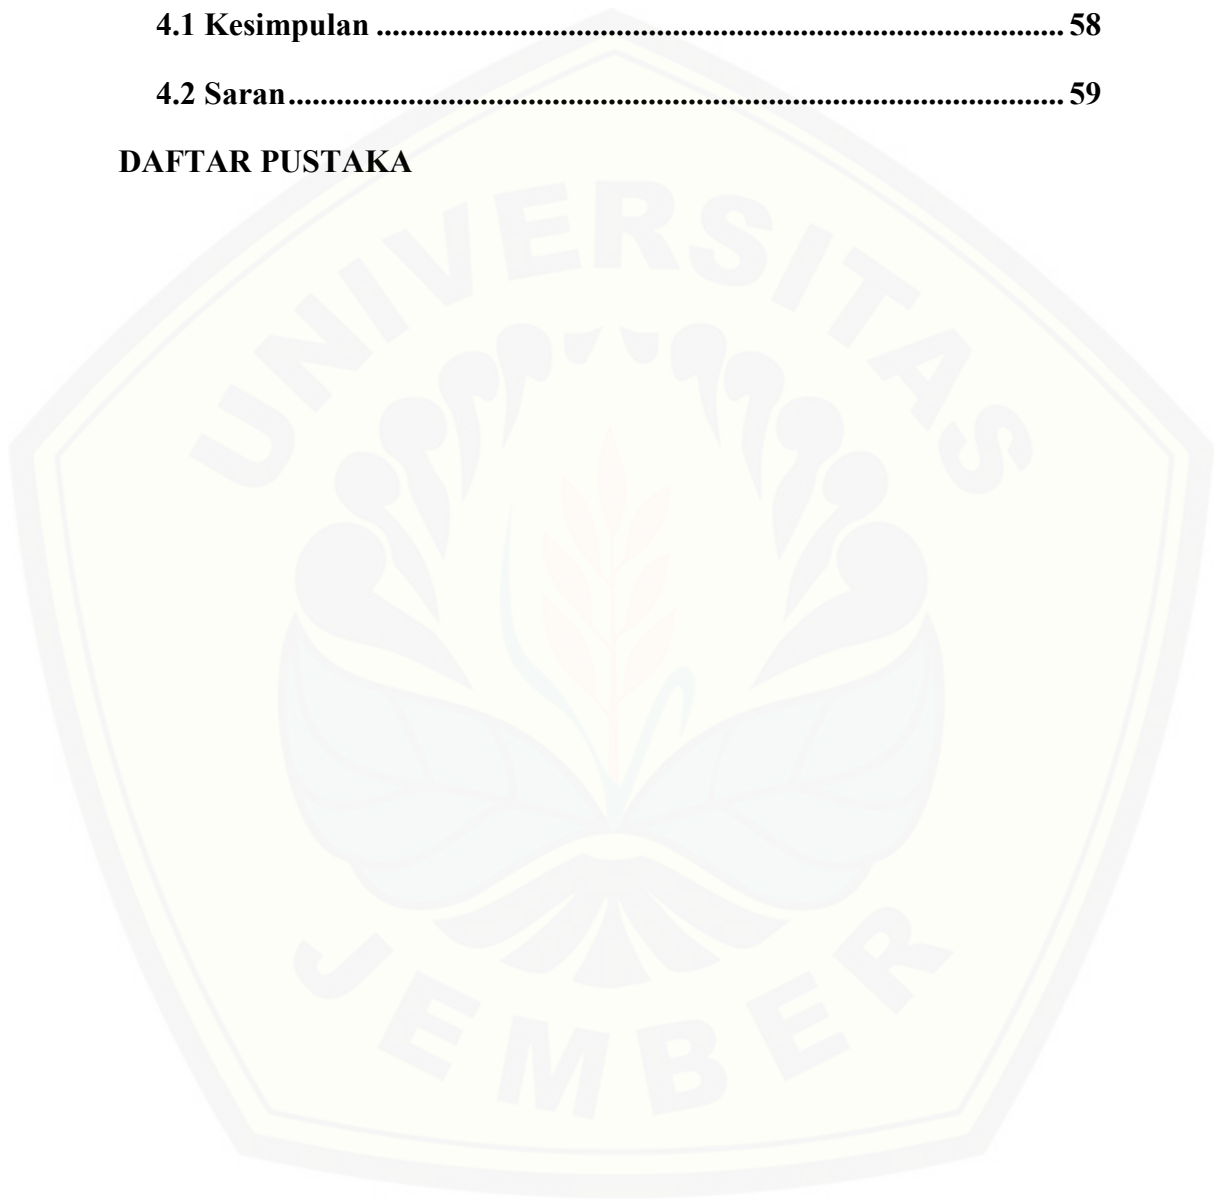 4.1 Kesimpulan ...................................................................................... 58
4.2 Saran................................................................................................. 59
DAFTAR PUSTAKA
UNIVERSITAS
JEMBER